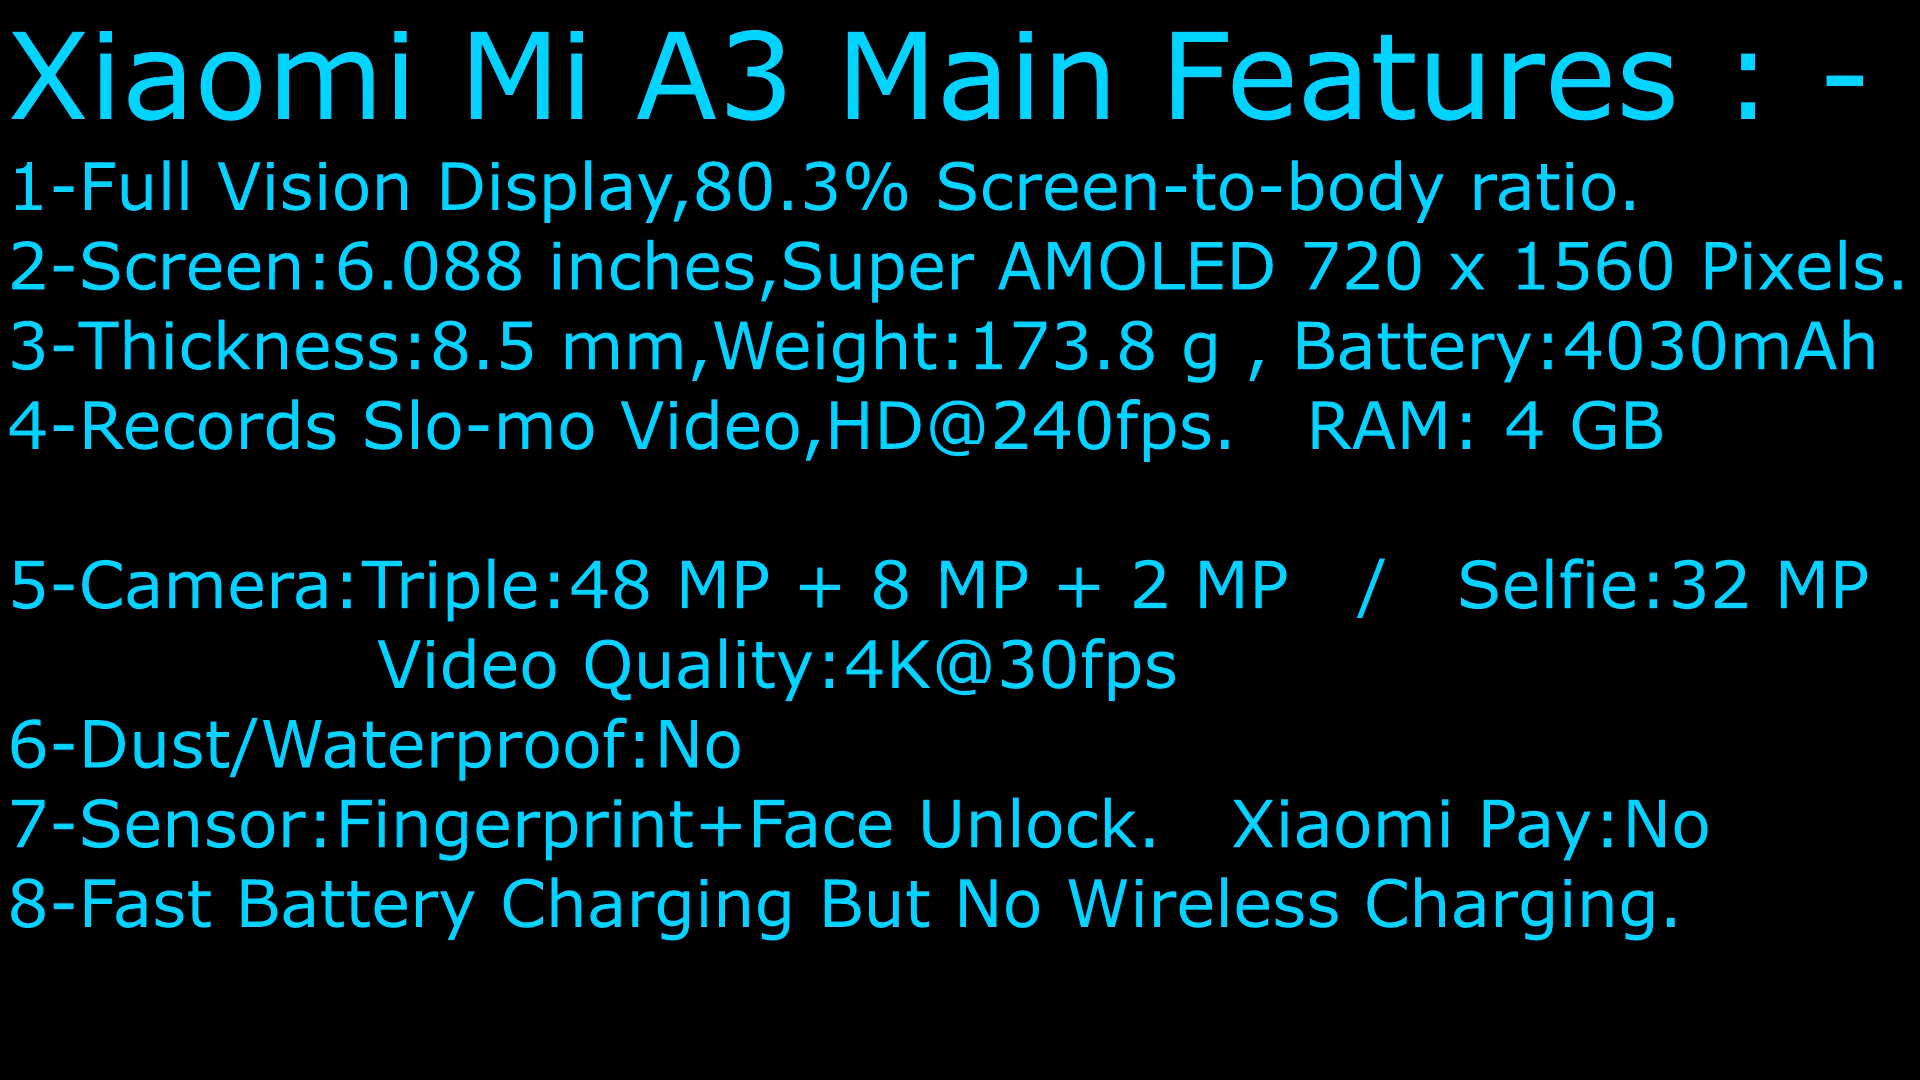 Xiaomi Mi A3 Main Features : -
1-Full Vision Display,80.3% Screen-to-body ratio.
2-Screen:6.088 inches,Super AMOLED 720 x 1560 Pixels.
3-Thickness:8.5 mm,Weight:173.8 g , Battery:4030mAh
4-Records Slo-mo Video,HD@240fps.   RAM: 4 GB
5-Camera:Triple:48 MP + 8 MP + 2 MP   /   Selfie:32 MP
Video Quality:4K@30fps
6-Dust/Waterproof:No
7-Sensor:Fingerprint+Face Unlock.   Xiaomi Pay:No
8-Fast Battery Charging But No Wireless Charging.